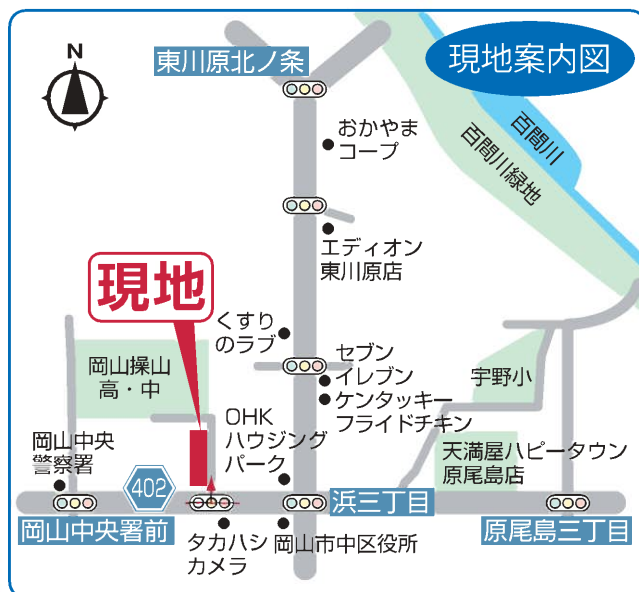 現地案内図
N
東川原北ノ条
おかやま
コープ
百間川
百間川緑地
エディオン
東川原店
現地
くすり
のラブ
岡山操山
高・中
セブン
イレブン
ケンタッキー
フライドチキン
宇野小
OHK
ハウジング
パーク
岡山中央
警察署
天満屋ハピータウン
原尾島店
402
岡山中央署前
浜三丁目
原尾島三丁目
タカハシ
カメラ
岡山市中区役所